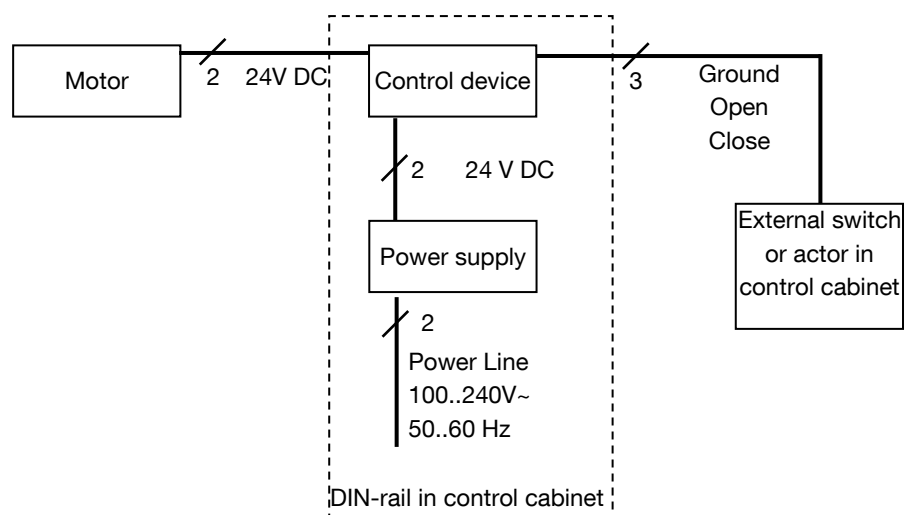 Motor
2 24V DC
Control device
3
Ground
Open
Close
2 24 V DC
External switch
or actor in
control cabinet
Power supply
2
Power Line
100..240V~
50..60 Hz
DIN-rail in control cabinet